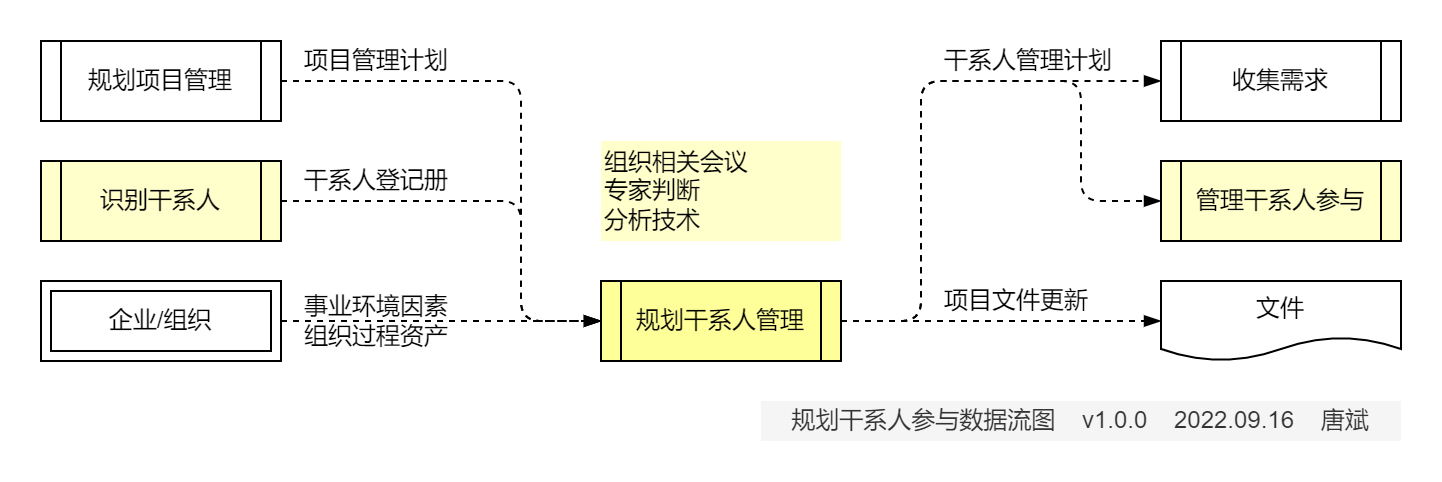 规划项目管理
项目管理计划
干系人管理计划
收集需求
识别干系人
干系人登记册
组织相关会议
专家判断
分析技术
管理干系人参与
企业/组织
事业环境因素
组织过程资产
规划干系人管理
项目文件更新
文件
规划干系人参与数据流图 v1.0.0 2022.09.16 唐斌